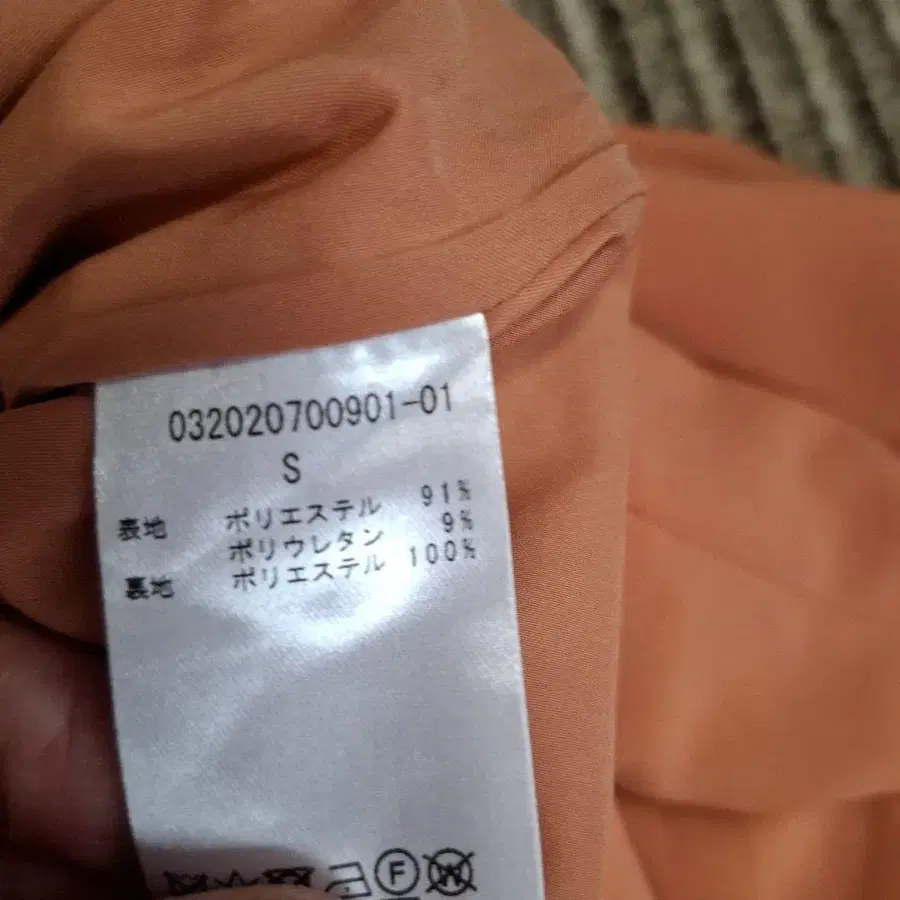 032020700901-01
S
表地 ポリエステル 91%
ポリウレタン 9%
裏地 ポリエステル 100%
F W